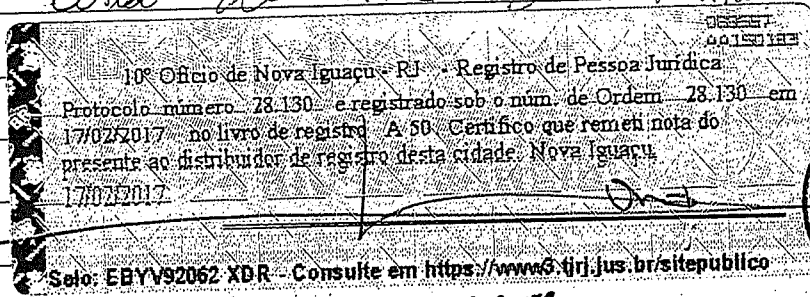 088567
AA150183
10º Ofício de Nova Iguaçu - RJ - Registro de Pessoa Jurídica
Protocolo número 28.130 e registrado sob o núm. de Ordem 28.130 em
17/02/2017 no livro de registro A 50. Certifico que remeti nota do
presente ao distribuidor de registro desta cidade. Nova Iguaçu,
17/02/2017
Selo: EBYV92062 XDR - Consulte em https://www3.tjrj.jus.br/sitepublico